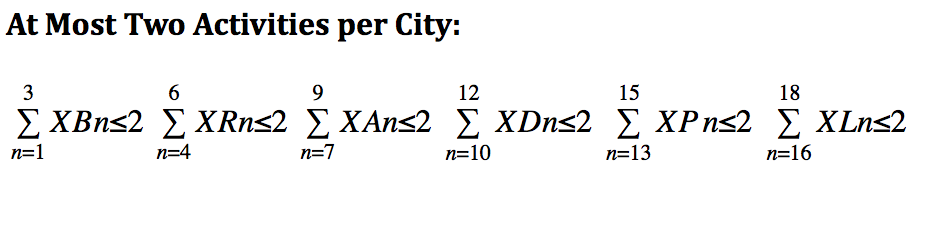 At Most Two Activities per City:
3 6 9 12 15 18
∑ XBn≤2 ∑ XRn≤2 ∑ XAn≤2 ∑ XDn≤2 ∑ XPn≤2 ∑ XLn≤2
n=1 n=4 n=7 n=10 n=13 n=16